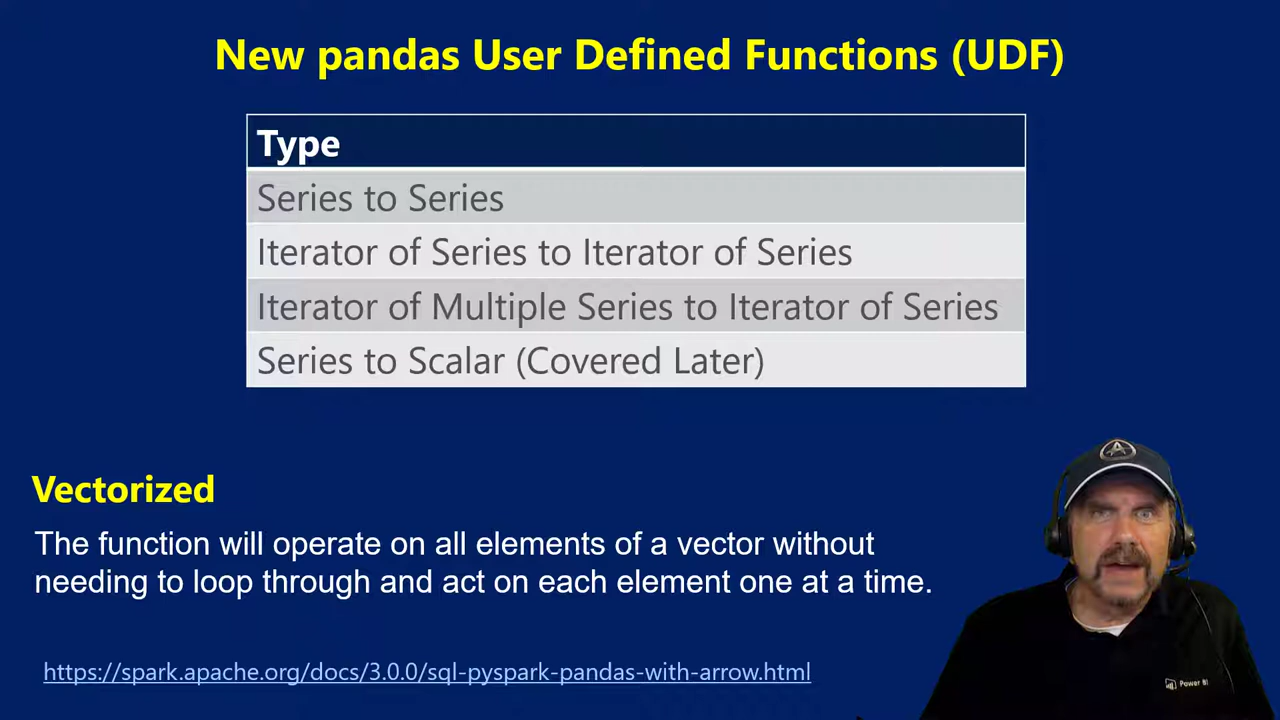 New pandas User Defined Functions (UDF)
Type
Series to Series
Iterator of Series to Iterator of Series
Iterator of Multiple Series to Iterator of Series
Series to Scalar (Covered Later)
Vectorized
The function will operate on all elements of a vector without
needing to loop through and act on each element one at a time.
https://spark.apache.org/docs/3.0.0/sql-pyspark-pandas-with-arrow.html
Power BI